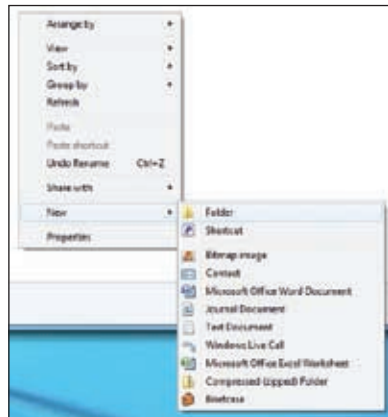 Arrange by
View
Sort by
Group by
Refresh
Paste
Paste shortcut
Undo Rename Ctrl+Z
Share with
New
Properties
Folder
Shortcut
Bitmap image
Contact
Microsoft Office Word Document
Journal Document
Text Document
Windows Live Call
Microsoft Office Excel Worksheet
Compressed (zipped) Folder
Briefcase